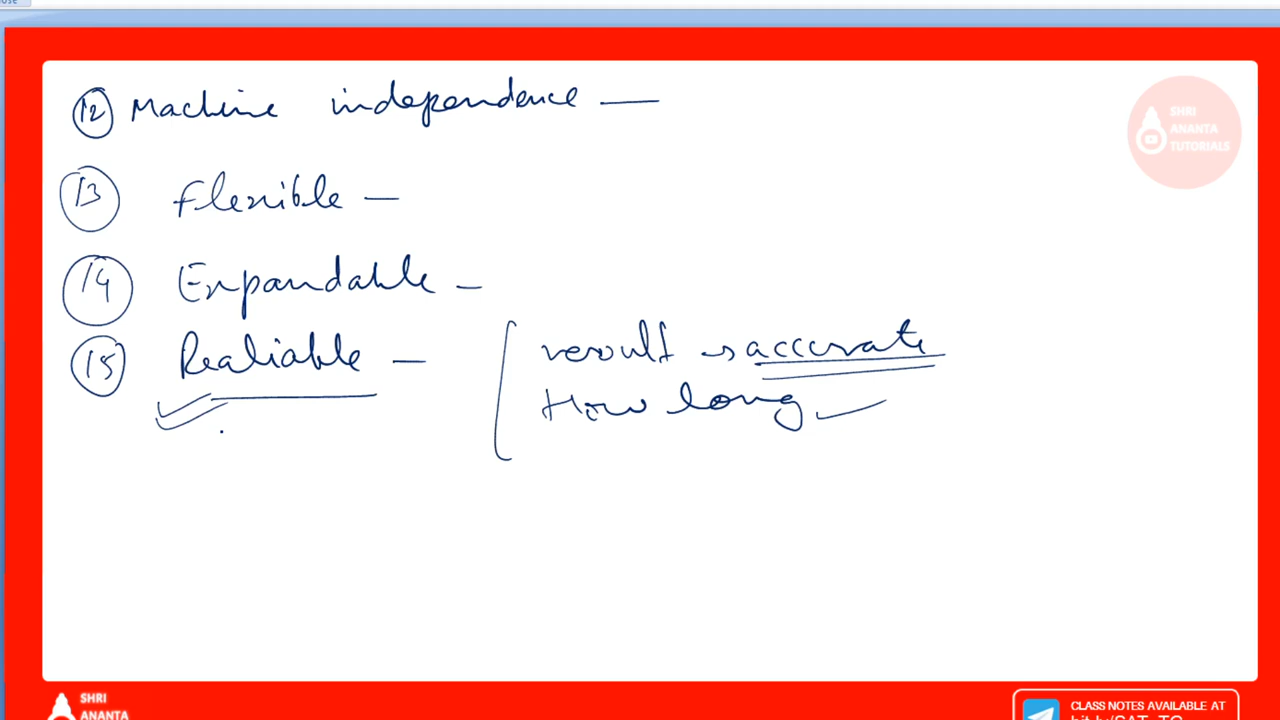 SHRI
ANANTA
TUTORIALS
12 Machine independence —
13 Flexible —
14 Expandable —
15 Realiable — result is accurate
How long
SHRI
ANANTA
CLASS NOTES AVAILABLE AT